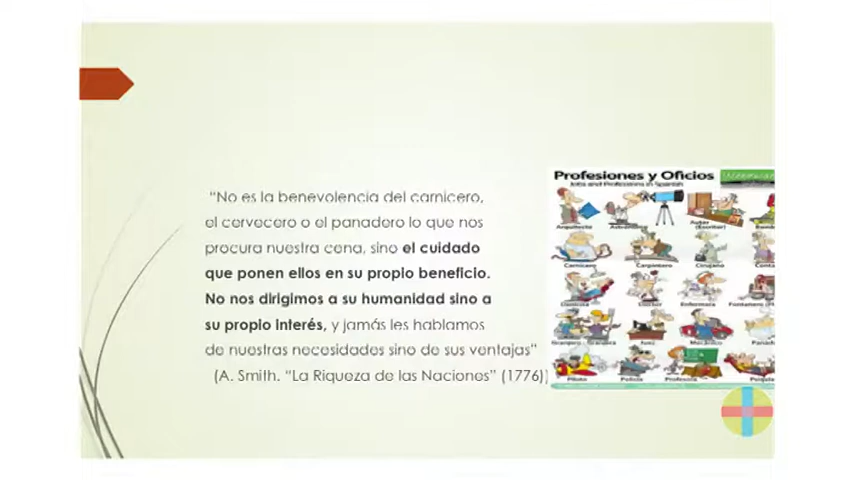 “No es la benevolencia del carnicero,
el cervecero o el panadero lo que nos
procura nuestra cena, sino el cuidado
que ponen ellos en su propio beneficio.
No nos dirigimos a su humanidad sino a
su propio interés, y jamás les hablamos
de nuestras necesidades sino de sus ventajas”
(A. Smith. “La Riqueza de las Naciones” (1776))
Profesiones y Oficios
Jobs and Professions in Spanish
Arquitecto
Carnicero Carpintero Cirujano
Enfermera
Juez Mecánico
Piloto Policía Profesora